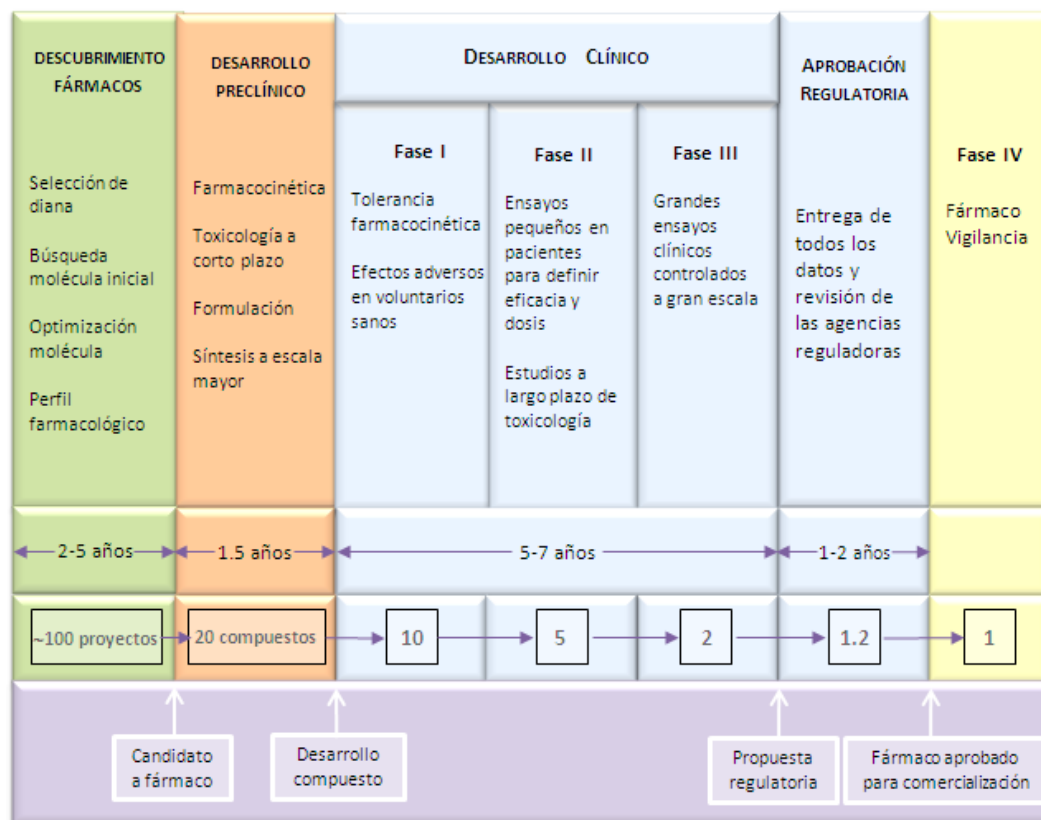 DESCUBRIMIENTO
FÁRMACOS
Selección de
diana
Búsqueda
molécula inicial
Optimización
molécula
Perfil
farmacológico
DESARROLLO
PRECLÍNICO
Farmacocinética
Toxicología a
corto plazo
Formulación
Síntesis a escala
mayor
DESARROLLO CLÍNICO
Fase I
Tolerancia
farmacocinética
Efectos adversos
en voluntarios
sanos
Fase II
Ensayos
pequeños en
pacientes
para definir
eficacia y
dosis
Estudios a
largo plazo de
toxicología
Fase III
Grandes
ensayos
clínicos
controlados
a gran escala
APROBACIÓN
REGULATORIA
Entrega de
todos los
datos y
revisión de
las agencias
reguladoras
Fase IV
Fármaco
Vigilancia
2-5 años
1.5 años
5-7 años
1-2 años
~100 proyectos
20 compuestos
10
5
2
1.2
1
Candidato
a fármaco
Desarrollo
compuesto
Propuesta
regulatoria
Fármaco aprobado
para comercialización